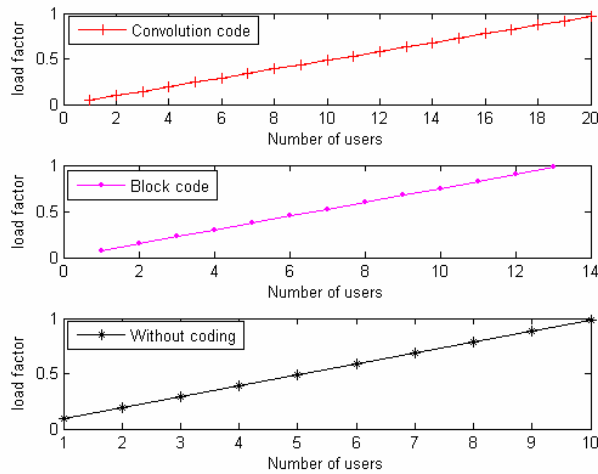 Convolution code
load factor
1
0.5
0
0 2 4 6 8 10 12 14 16 18 20
Number of users
Block code
load factor
1
0.5
0
0 2 4 6 8 10 12 14
Number of users
Without coding
load factor
1
0.5
0
1 2 3 4 5 6 7 8 9 10
Number of users